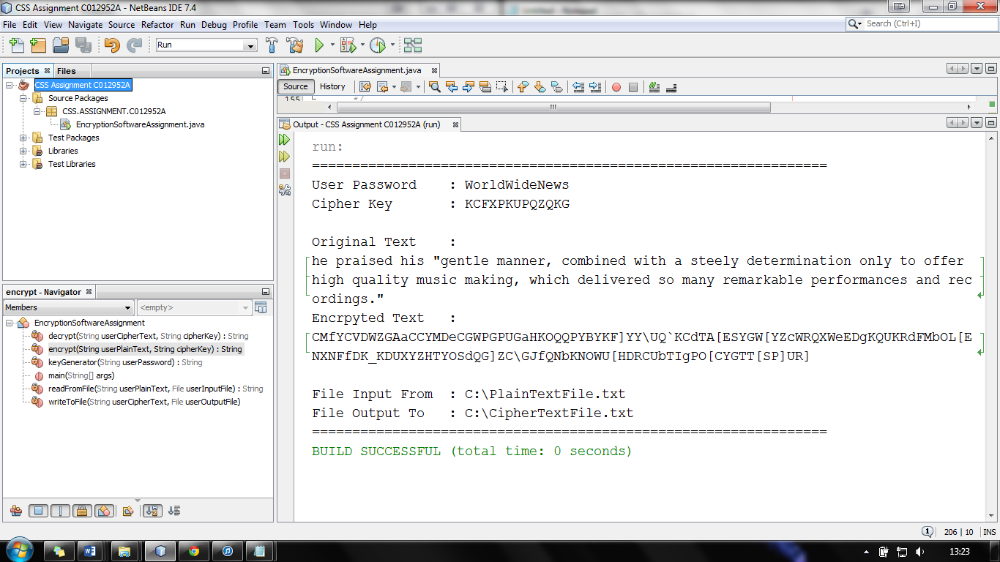 CSS Assignment C012952A - NetBeans IDE 7.4
File Edit View Navigate Source Refactor Run Debug Profile Team Tools Window Help
Search (Ctrl+I)
Run
Projects Files
CSS Assignment C012952A
Source Packages
CSS.ASSIGNMENT.C012952A
EncryptionSoftwareAssignment.java
Test Packages
Libraries
Test Libraries
encrypt - Navigator
Members <empty>
EncryptionSoftwareAssignment
decrypt(String userCipherText, String cipherKey) : String
encrypt(String userPlainText, String cipherKey) : String
keyGenerator(String userPassword) : String
main(String[] args)
readFromFile(String userPlainText, File userInputFile) : String
writeToFile(String userCipherText, File userOutputFile)
EncryptionSoftwareAssignment.java
Source History
155 */
Output - CSS Assignment C012952A (run)
run:
================================================================
User Password : WorldWideNews
Cipher Key : KCFXPKUPQZQKG
Original Text :
he praised his "gentle manner, combined with a steely determination only to offer
high quality music making, which delivered so many remarkable performances and rec
ordings."
Encrpyted Text :
CMfYCVDWZGAaCCYMDeCGWPGPUGaHKOQQPYBYKF]YY\UQ`KCdTA[ESYGW[YZcWRQXWeEDgKQUKRdFMbOL[E
NXNFfDK_KDUXYZHTYOSdQG]ZC\GJfQNbKNOWU[HDRCUbTIgPO[CYGTT[SP]UR]
File Input From : C:\PlainTextFile.txt
File Output To : C:\CipherTextFile.txt
================================================================
BUILD SUCCESSFUL (total time: 0 seconds)
206 | 10 INS
13:23